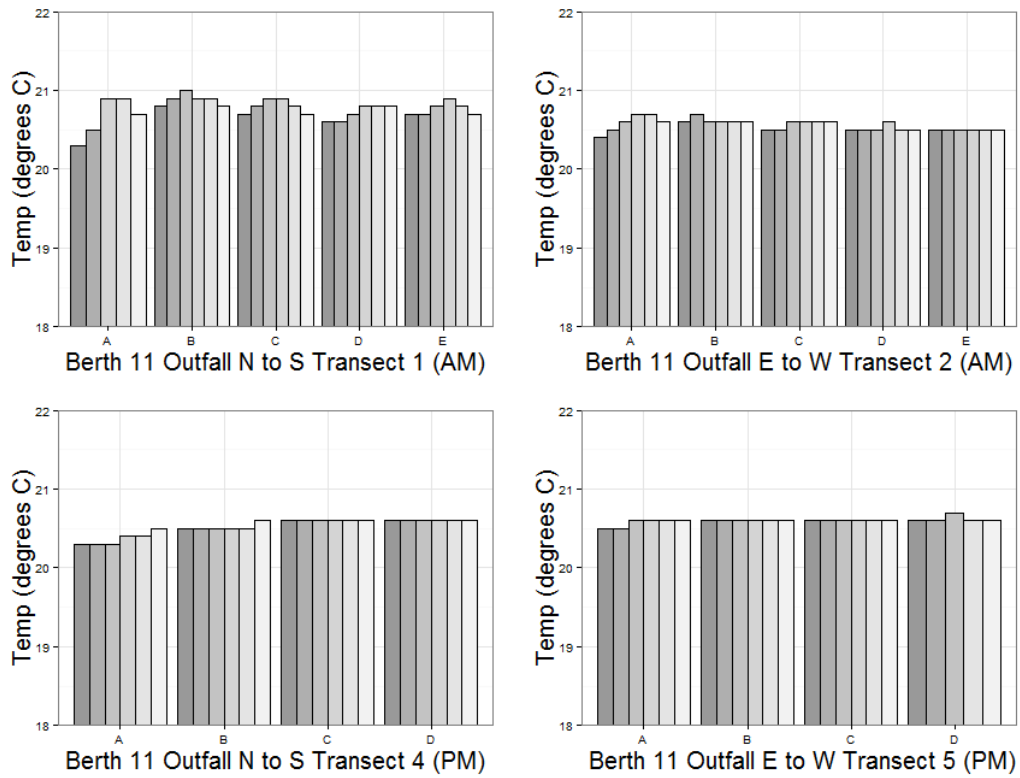 22
21
20
19
18
Temp (degrees C)
A B C D E
Berth 11 Outfall N to S Transect 1 (AM)
22
21
20
19
18
Temp (degrees C)
A B C D E
Berth 11 Outfall E to W Transect 2 (AM)
22
21
20
19
18
Temp (degrees C)
A B C D
Berth 11 Outfall N to S Transect 4 (PM)
22
21
20
19
18
Temp (degrees C)
A B C D
Berth 11 Outfall E to W Transect 5 (PM)